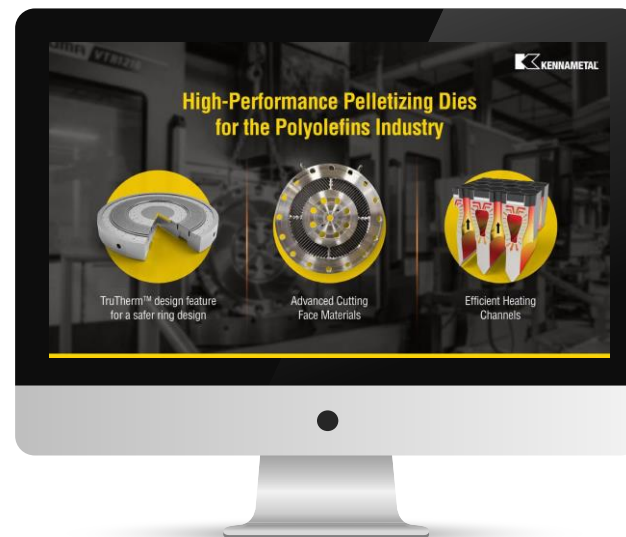 KENNAMETAL
High-Performance Pelletizing Dies
for the Polyolefins Industry
TruTherm™ design feature
for a safer ring design
Advanced Cutting
Face Materials
Efficient Heating
Channels